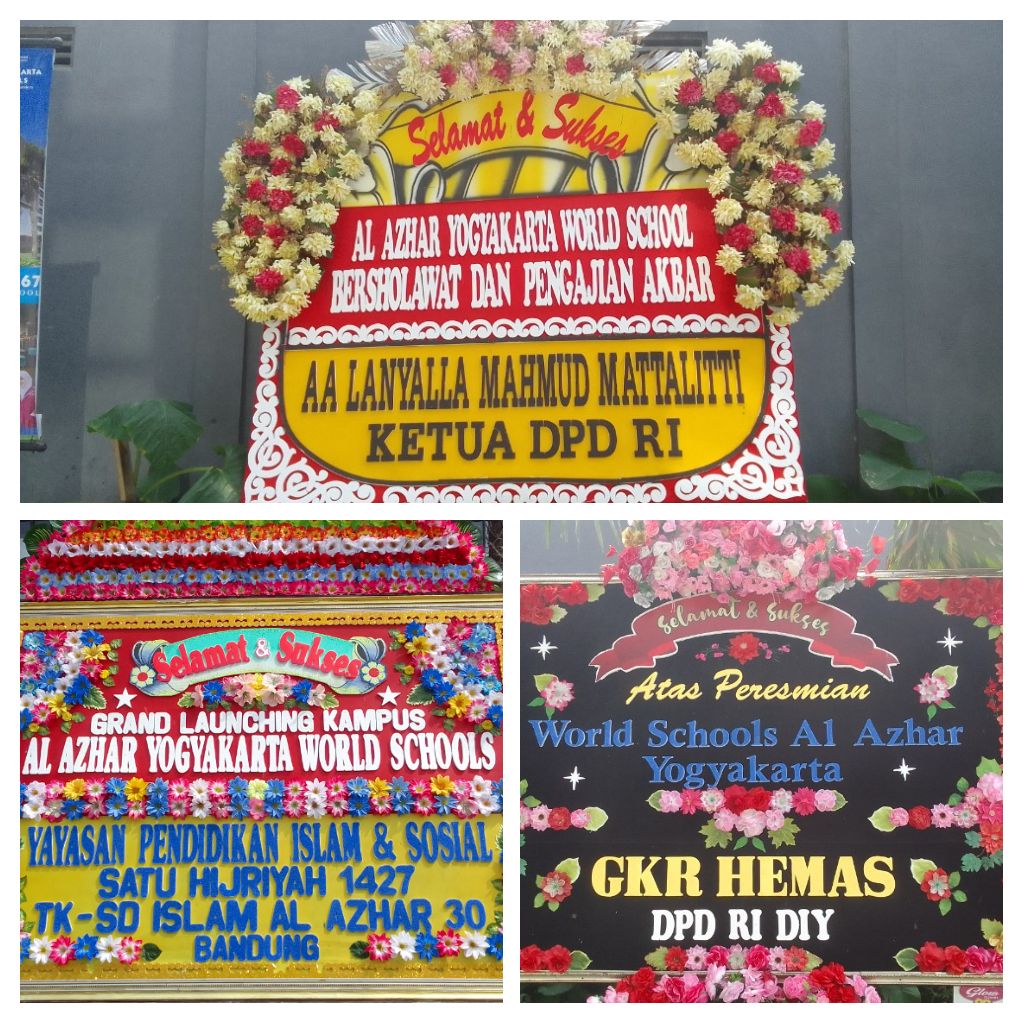 Selamat & Sukses
AL AZHAR YOGYAKARTA WORLD SCHOOL
BERSHOLAWAT DAN PENGAJIAN AKBAR
AA LANYALLA MAHMUD MATTALITTI
KETUA DPD RI
Selamat & Sukses
GRAND LAUNCHING KAMPUS
AL AZHAR YOGYAKARTA WORLD SCHOOLS
YAYASAN PENDIDIKAN ISLAM & SOSIAL
SATU HIJRIYAH 1427
TK-SD ISLAM AL AZHAR 30
BANDUNG
Selamat & Sukses
Atas Peresmian
World Schools Al Azhar
Yogyakarta
GKR HEMAS
DPD RI DIY